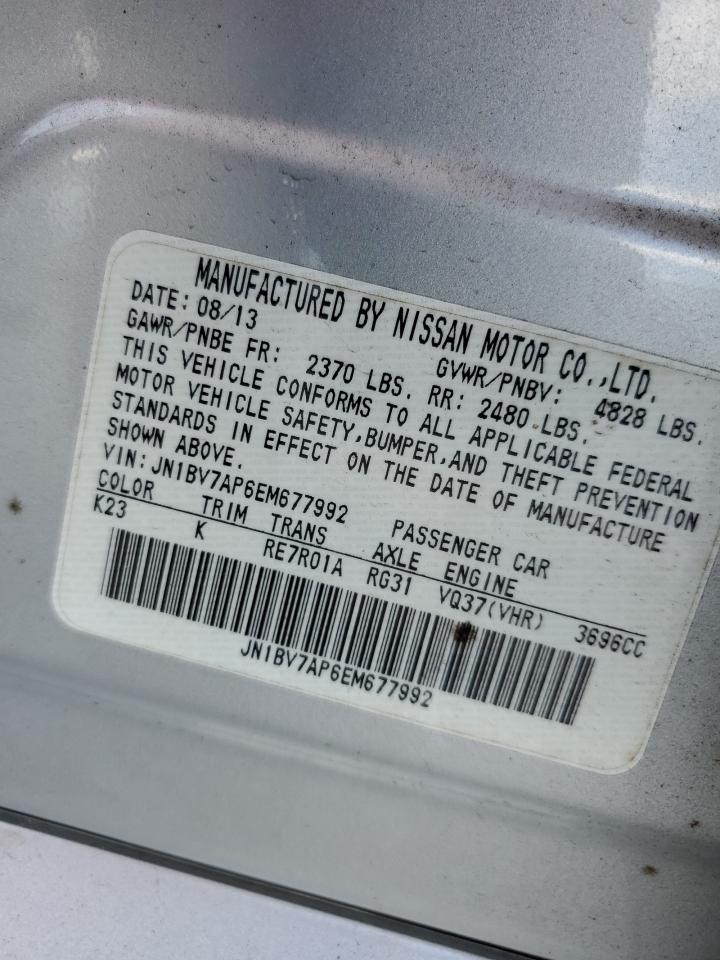 MANUFACTURED BY NISSAN MOTOR CO.,LTD.
DATE: 08/13 GVWR/PNBV: 4828 LBS.
GAWR/PNBE FR: 2370 LBS. RR: 2480 LBS.
THIS VEHICLE CONFORMS TO ALL APPLICABLE FEDERAL
MOTOR VEHICLE SAFETY,BUMPER,AND THEFT PREVENTION
STANDARDS IN EFFECT ON THE DATE OF MANUFACTURE
SHOWN ABOVE.
VIN: JN1BV7AP6EM677992 PASSENGER CAR
COLOR TRIM TRANS AXLE ENGINE
K23 K RE7R01A RG31 VQ37(VHR) 3696CC
JN1BV7AP6EM677992